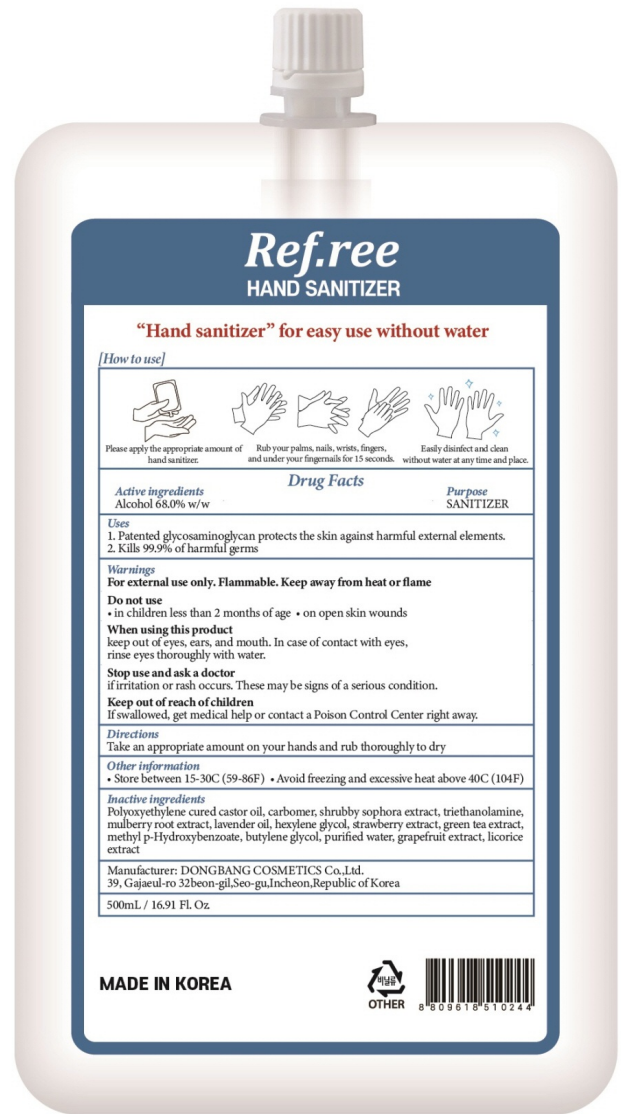 Ref.ree
HAND SANITIZER
“Hand sanitizer” for easy use without water
[How to use]
Please apply the appropriate amount of
hand sanitizer.
Rub your palms, nails, wrists, fingers,
and under your fingernails for 15 seconds.
Easily disinfect and clean
without water at any time and place.
Drug Facts
Active ingredients
Alcohol 68.0% w/w
Purpose
SANITIZER
Uses
1. Patented glycosaminoglycan protects the skin against harmful external elements.
2. Kills 99.9% of harmful germs
Warnings
For external use only. Flammable. Keep away from heat or flame
Do not use
• in children less than 2 months of age • on open skin wounds
When using this product
keep out of eyes, ears, and mouth. In case of contact with eyes,
rinse eyes thoroughly with water.
Stop use and ask a doctor
if irritation or rash occurs. These may be signs of a serious condition.
Keep out of reach of children
If swallowed, get medical help or contact a Poison Control Center right away.
Directions
Take an appropriate amount on your hands and rub thoroughly to dry
Other information
• Store between 15-30C (59-86F) • Avoid freezing and excessive heat above 40C (104F)
Inactive ingredients
Polyoxyethylene cured castor oil, carbomer, shrubby sophora extract, triethanolamine,
mulberry root extract, lavender oil, hexylene glycol, strawberry extract, green tea extract,
methyl p-Hydroxybenzoate, butylene glycol, purified water, grapefruit extract, licorice
extract
Manufacturer: DONGBANG COSMETICS Co.,Ltd.
39, Gajaeul-ro 32beon-gil,Seo-gu,Incheon,Republic of Korea
500mL / 16.91 Fl. Oz.
MADE IN KOREA
비닐류
OTHER
8 809618 510244